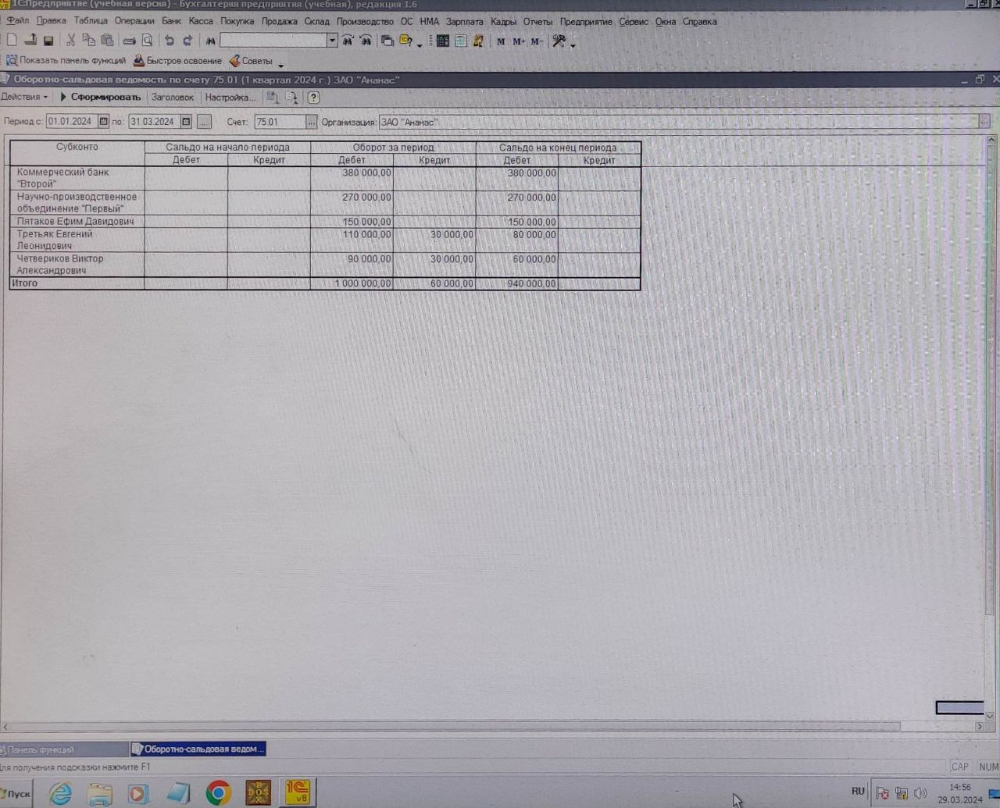 1С:Предприятие (учебная версия) - Бухгалтерия предприятия (учебная), редакция 1.6
Файл Правка Таблица Операции Банк Касса Покупка Продажа Склад Производство ОС НМА Зарплата Кадры Отчеты Предприятие Сервис Окна Справка
M M+ M-
Показать панель функций Быстрое освоение Советы
Оборотно-сальдовая ведомость по счету 75.01 (1 квартал 2024 г.) ЗАО "Ананас"
Действия Сформировать Заголовок Настройка... ?
Период с: 01.01.2024 по: 31.03.2024 ... Счет: 75.01 ... Организация: ЗАО "Ананас" ...
Субконто Сальдо на начало периода Оборот за период Сальдо на конец периода
Дебет Кредит Дебет Кредит Дебет Кредит
Коммерческий банк 380 000,00 380 000,00
"Второй"
Научно-производственное 270 000,00 270 000,00
объединение "Первый"
Пятаков Ефим Давидович 150 000,00 150 000,00
Третьяк Евгений 110 000,00 30 000,00 80 000,00
Леонидович
Четвериков Виктор 90 000,00 30 000,00 60 000,00
Александрович
Итого 1 000 000,00 60 000,00 940 000,00
Панель функций Оборотно-сальдовая ведом...
Для получения подсказки нажмите F1 CAP NUM
Пуск DOS BOX 1С v8 RU 14:56
29.03.2024